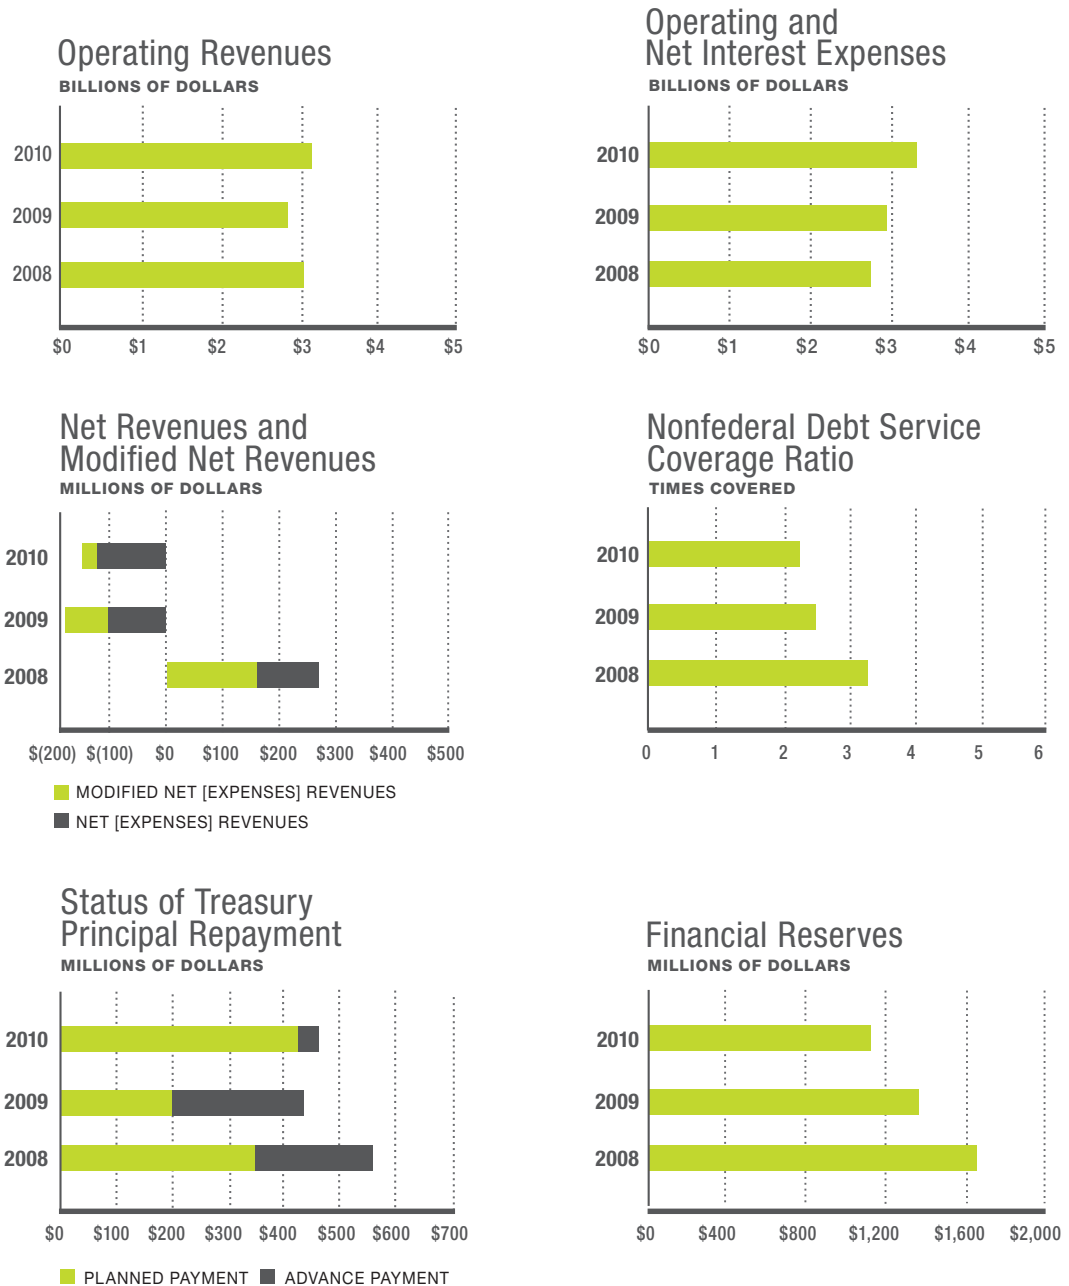 Operating Revenues
BILLIONS OF DOLLARS
2010
2009
2008
$0 $1 $2 $3 $4 $5
Operating and
Net Interest Expenses
BILLIONS OF DOLLARS
2010
2009
2008
$0 $1 $2 $3 $4 $5
Net Revenues and
Modified Net Revenues
MILLIONS OF DOLLARS
2010
2009
2008
$(200) $(100) $0 $100 $200 $300 $400 $500
MODIFIED NET [EXPENSES] REVENUES
NET [EXPENSES] REVENUES
Nonfederal Debt Service
Coverage Ratio
TIMES COVERED
2010
2009
2008
0 1 2 3 4 5 6
Status of Treasury
Principal Repayment
MILLIONS OF DOLLARS
2010
2009
2008
$0 $100 $200 $300 $400 $500 $600 $700
PLANNED PAYMENT ADVANCE PAYMENT
Financial Reserves
MILLIONS OF DOLLARS
2010
2009
2008
$0 $400 $800 $1,200 $1,600 $2,000